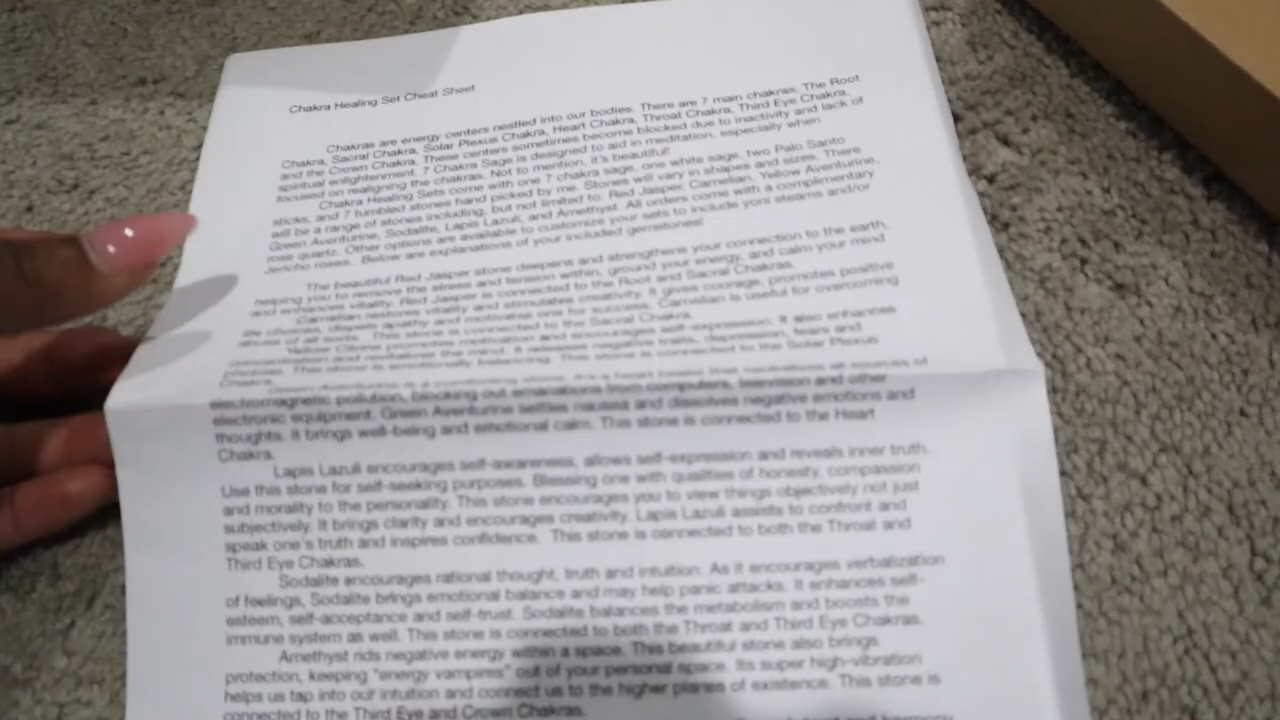 Chakra Healing Set Cheat Sheet
Chakras are energy centers nestled into our bodies. There are 7 main chakras. The Root
Chakra, Sacral Chakra, Solar Plexus Chakra, Heart Chakra, Throat Chakra, Third Eye Chakra,
and the Crown Chakra. These centers sometimes become blocked due to inactivity and lack of
spiritual enlightenment. 7 Chakra Sage is designed to aid in meditation, especially when
focused on realigning the chakras. Not to mention, it's beautiful!
Chakra Healing Sets come with one 7 chakra sage, one white sage, two Palo Santo
sticks, and 7 tumbled stones hand picked by me. Stones will vary in shapes and sizes. There
will be a range of stones including, but not limited to: Red Jasper, Carnelian, Yellow Aventurine,
Green Aventurine, Sodalite, Lapis Lazuli, and Amethyst. All orders come with a complimentary
rose quartz. Other options are available to customize your sets to include yoni steams and/or
Jericho roses. Below are explanations of your included gemstones!
The beautiful Red Jasper stone deepens and strengthens your connection to the earth,
helping you to remove the stress and tension within, ground your energy, and calm your mind
and enhances vitality. Red Jasper is connected to the Root and Sacral Chakras.
Carnelian restores vitality and stimulates creativity. It gives courage, promotes positive
life choices, dispels apathy and motivates one for success. Carnelian is useful for overcoming
abuse of all sorts. This stone is connected to the Sacral Chakra.
Yellow Citrine promotes motivation and encourages self-expression. It also enhances
concentration and revitalizes the mind. It releases negative traits, depression, fears and
phobias. This stone is emotionally balancing. This stone is connected to the Solar Plexus
Chakra.
Green Aventurine is a comforting stone. It's a heart healer that neutralizes all sources of
electromagnetic pollution, blocking out emanations from computers, television and other
electronic equipment. Green Aventurine settles nausea and dissolves negative emotions and
thoughts. It brings well-being and emotional calm. This stone is connected to the Heart
Chakra.
Lapis Lazuli encourages self-awareness, allows self-expression and reveals inner truth.
Use this stone for self-seeking purposes. Blessing one with qualities of honesty, compassion
and morality to the personality. This stone encourages you to view things objectively not just
subjectively. It brings clarity and encourages creativity. Lapis Lazuli assists to confront and
speak one's truth and inspires confidence. This stone is connected to both the Throat and
Third Eye Chakras.
Sodalite encourages rational thought, truth and intuition. As it encourages verbalization
of feelings, Sodalite brings emotional balance and may help panic attacks. It enhances self-
esteem, self-acceptance and self-trust. Sodalite balances the metabolism and boosts the
immune system as well. This stone is connected to both the Throat and Third Eye Chakras.
Amethyst rids negative energy within a space. This beautiful stone also brings
protection, keeping "energy vampires" out of your personal space. Its super high-vibration
helps us tap into our intuition and connect us to the higher planes of existence. This stone is
connected to the Third Eye and Crown Chakras.
and harmony